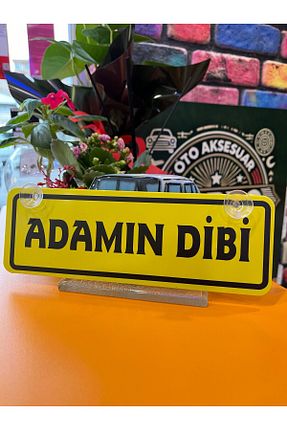 OTO AKSESUAR
ADAMIN DİBİ